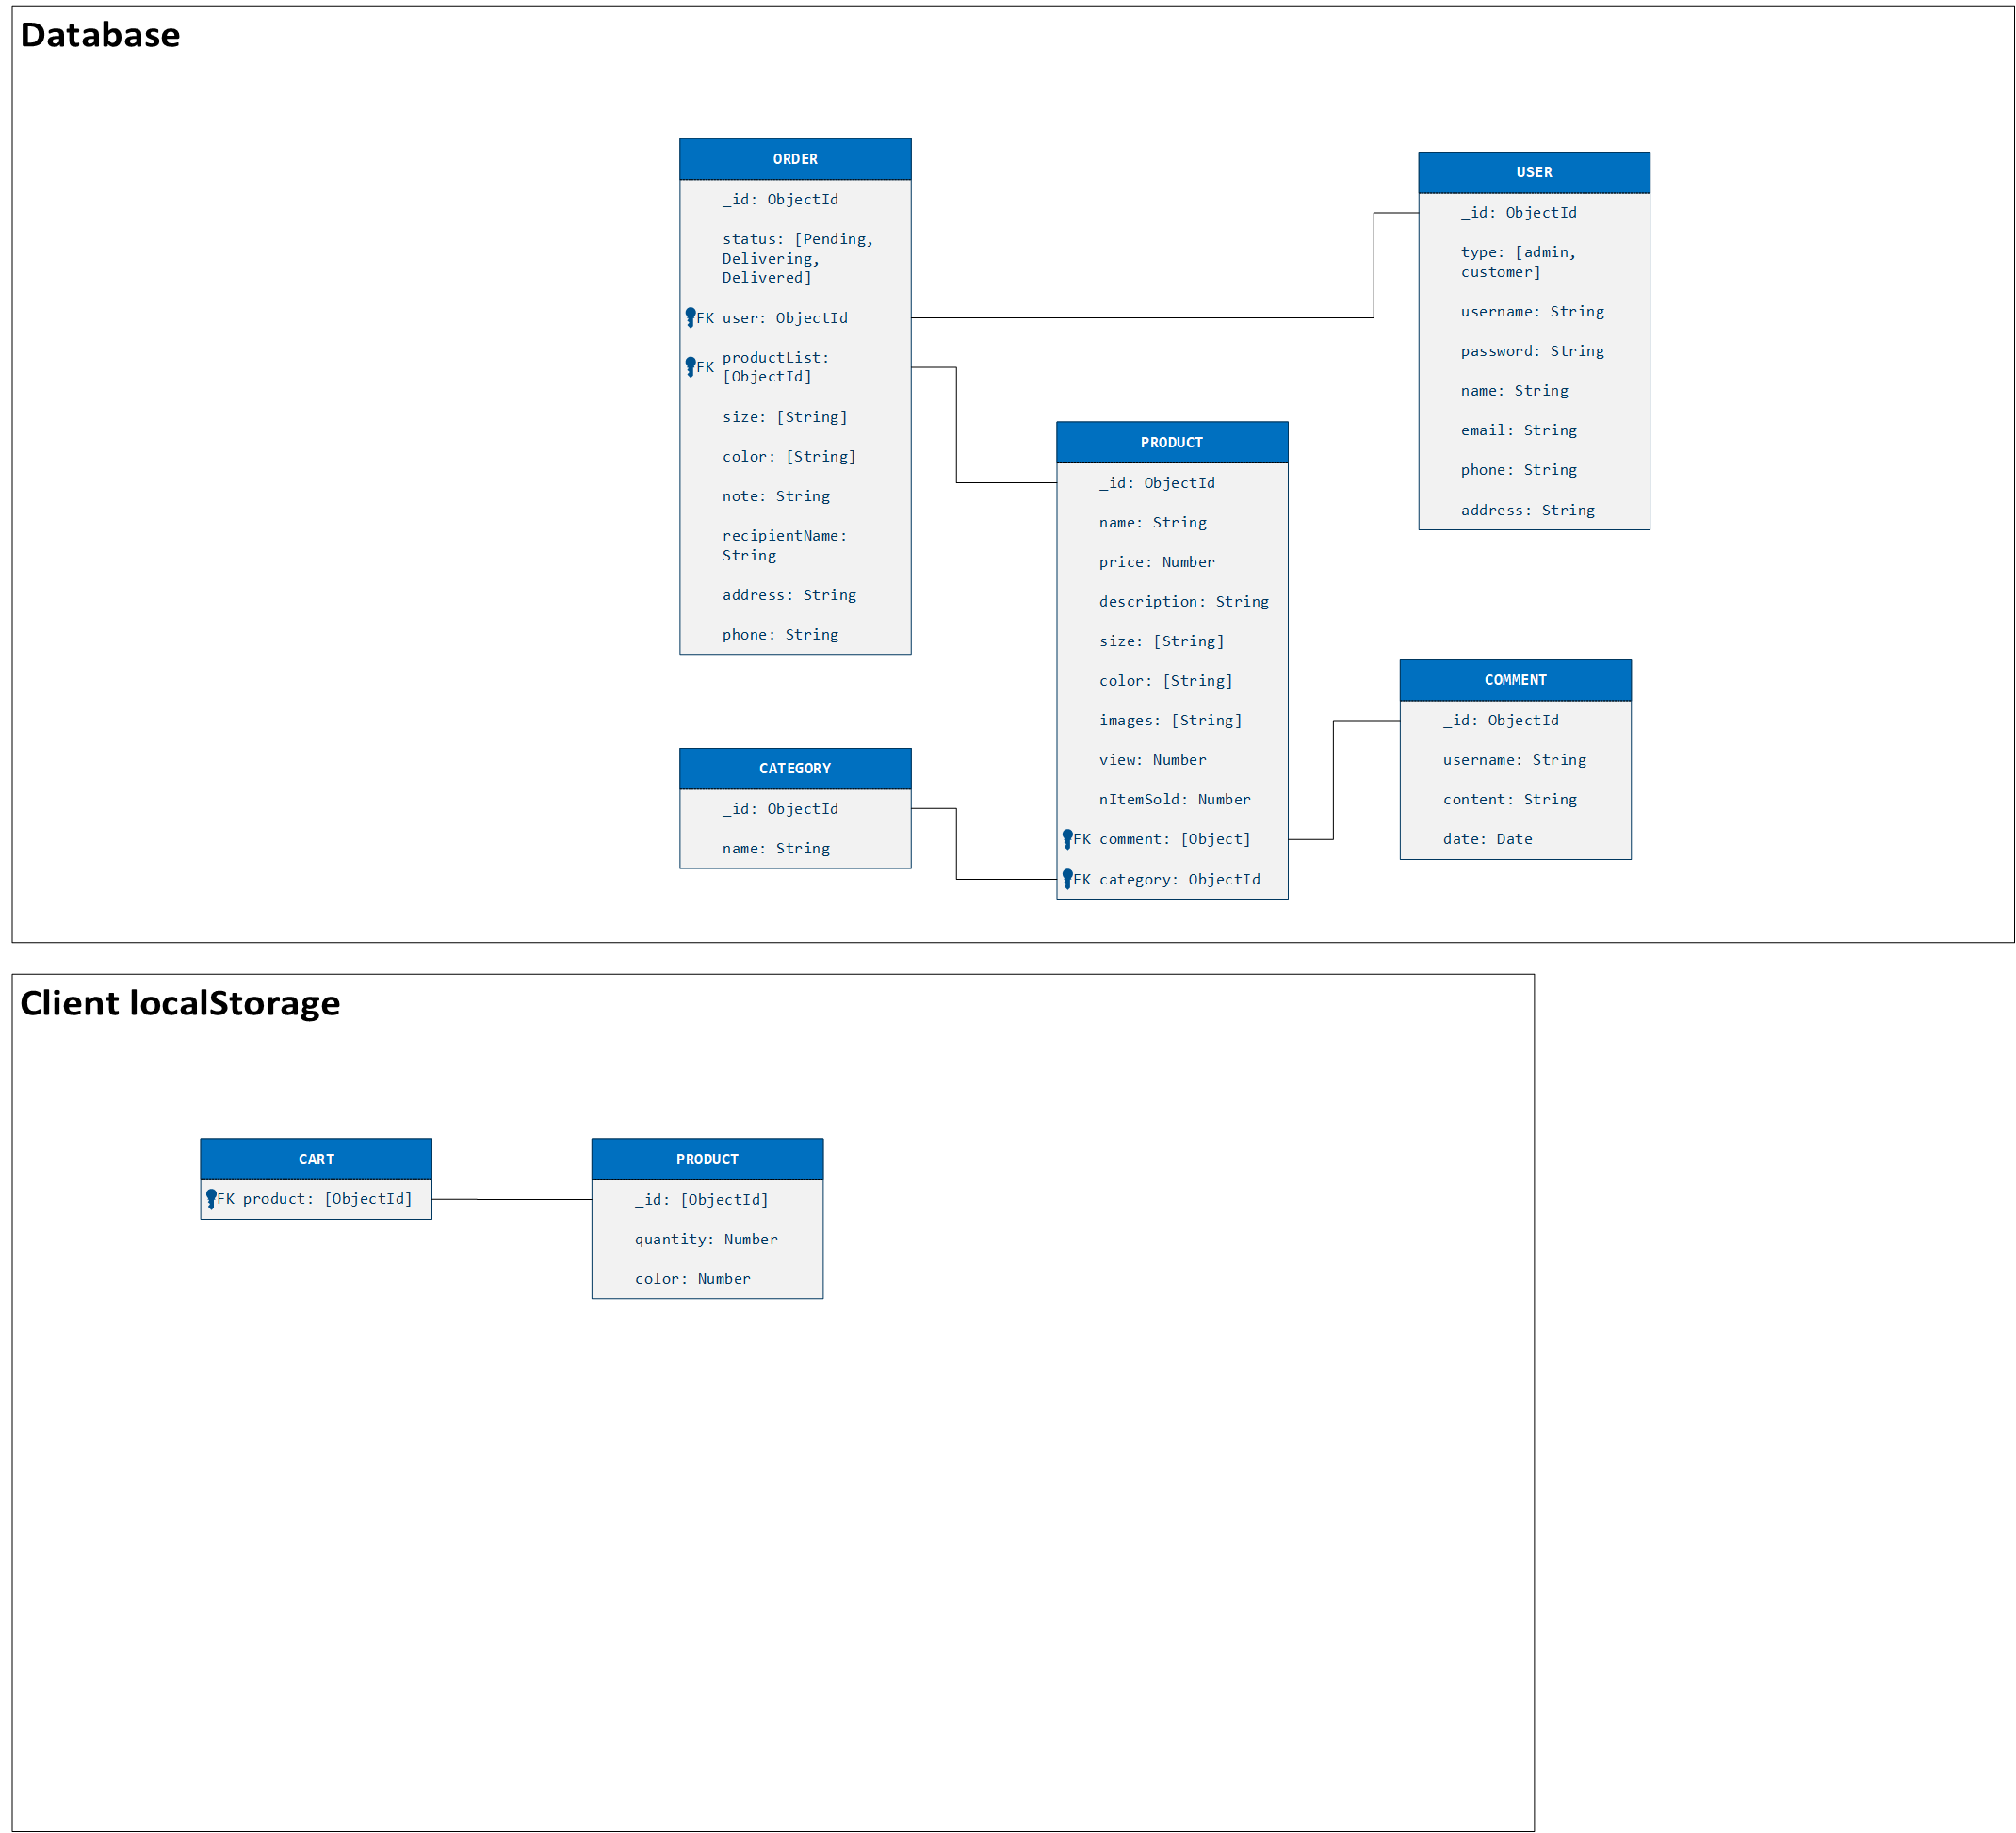 Database
ORDER
_id: ObjectId
status: [Pending,
Delivering,
Delivered]
FK user: ObjectId
FK productList:
[ObjectId]
size: [String]
color: [String]
note: String
recipientName:
String
address: String
phone: String
USER
_id: ObjectId
type: [admin,
customer]
username: String
password: String
name: String
email: String
phone: String
address: String
PRODUCT
_id: ObjectId
name: String
price: Number
description: String
size: [String]
color: [String]
images: [String]
view: Number
nItemSold: Number
FK comment: [Object]
FK category: ObjectId
COMMENT
_id: ObjectId
username: String
content: String
date: Date
CATEGORY
_id: ObjectId
name: String
Client localStorage
CART
FK product: [ObjectId]
PRODUCT
_id: [ObjectId]
quantity: Number
color: Number